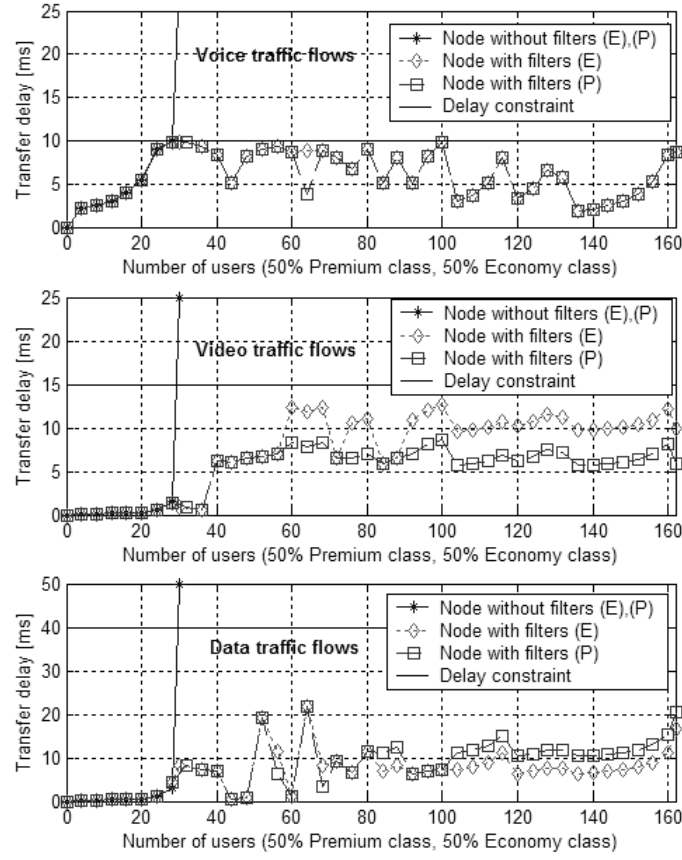 25
20
15
10
5
0
Transfer delay [ms]
Voice traffic flows
Node without filters (E),(P)
Node with filters (E)
Node with filters (P)
Delay constraint
0 20 40 60 80 100 120 140 160
Number of users (50% Premium class, 50% Economy class)
25
20
15
10
5
0
Transfer delay [ms]
Video traffic flows
Node without filters (E),(P)
Node with filters (E)
Node with filters (P)
Delay constraint
0 20 40 60 80 100 120 140 160
Number of users (50% Premium class, 50% Economy class)
50
40
30
20
10
0
Transfer delay [ms]
Data traffic flows
Node without filters (E),(P)
Node with filters (E)
Node with filters (P)
Delay constraint
0 20 40 60 80 100 120 140 160
Number of users (50% Premium class, 50% Economy class)